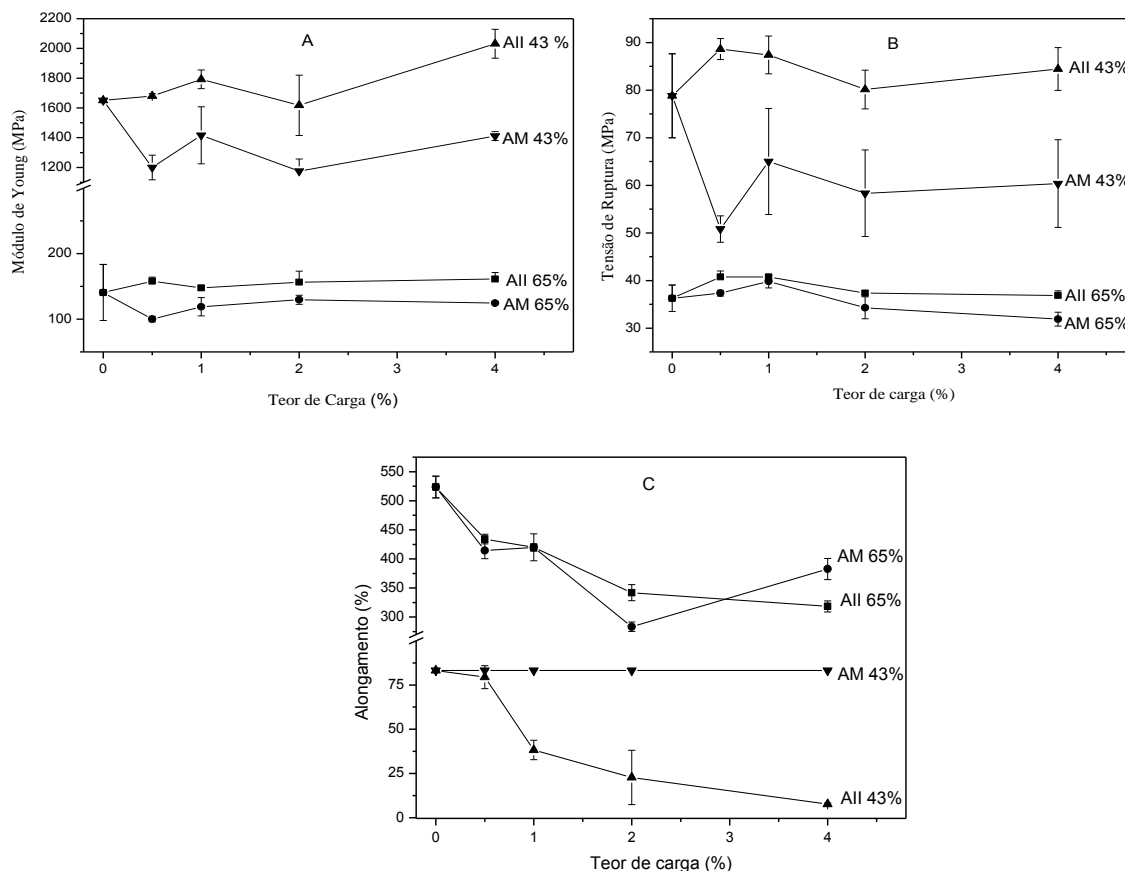 A
2200
2000
1800
1600
1400
1200
100
150
Módulo de Young (MPa)
0 1 2 3 4
Teor de Carga (%)
AII 43 %
AM 43%
AII 65%
AM 65%
B
90
80
70
60
50
40
30
Tensão de Ruptura (MPa)
0 1 2 3 4
Teor de carga (%)
AII 43%
AM 43%
AII 65%
AM 65%
C
550
500
450
400
350
300
75
50
25
0
Alongamento (%)
0 1 2 3 4
Teor de carga (%)
AM 65%
AII 65%
AM 43%
AII 43%